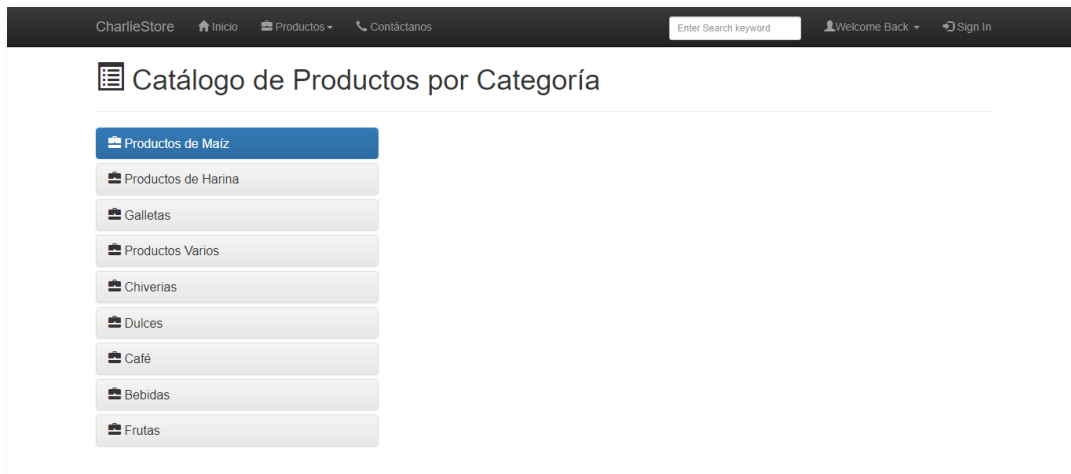 CharlieStore Inicio Productos Contáctanos Enter Search keyword Welcome Back Sign In
Catálogo de Productos por Categoría
Productos de Maíz
Productos de Harina
Galletas
Productos Varios
Chiverias
Dulces
Café
Bebidas
Frutas